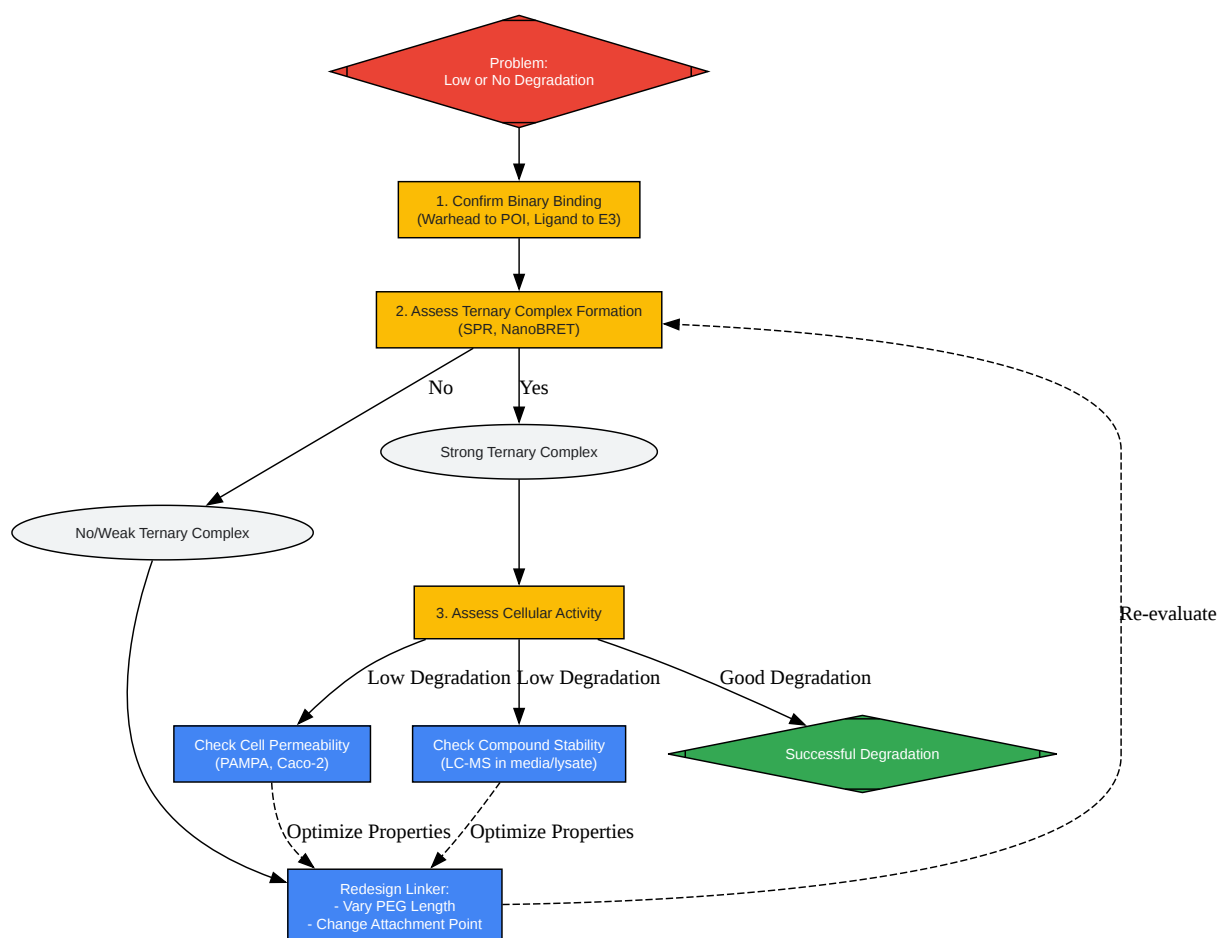 Problem:
Low or No Degradation
1. Confirm Binary Binding
(Warhead to POI, Ligand to E3)
2. Assess Ternary Complex Formation
(SPR, NanoBRET)
No
Yes
Strong Ternary Complex
No/Weak Ternary Complex
3. Assess Cellular Activity
Re-evaluate
Low Degradation
Low Degradation
Good Degradation
Check Cell Permeability
(PAMPA, Caco-2)
Check Compound Stability
(LC-MS in media/lysate)
Successful Degradation
Optimize Properties
Optimize Properties
Redesign Linker:
- Vary PEG Length
- Change Attachment Point